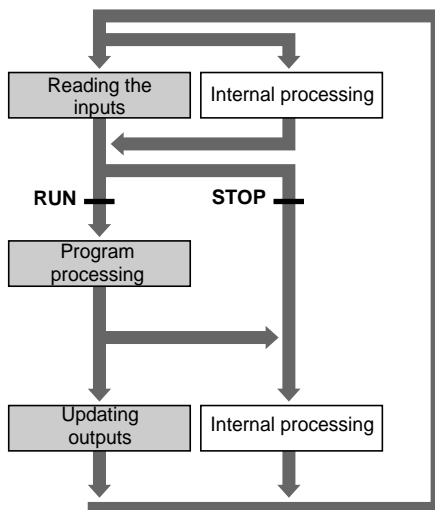 Reading the
inputs
Internal processing
RUN
STOP
Program
processing
Updating
outputs
Internal processing